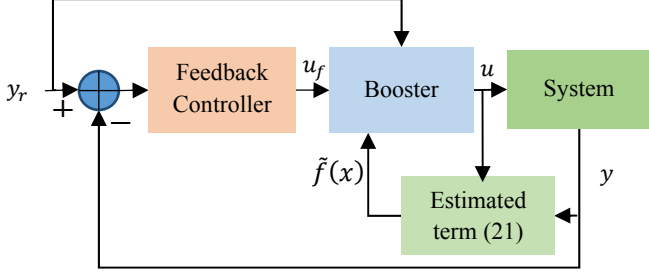 Feedback
Controller
u_f
Booster
u
System
y_r
+
−
f̃(x)
y
Estimated
term (21)